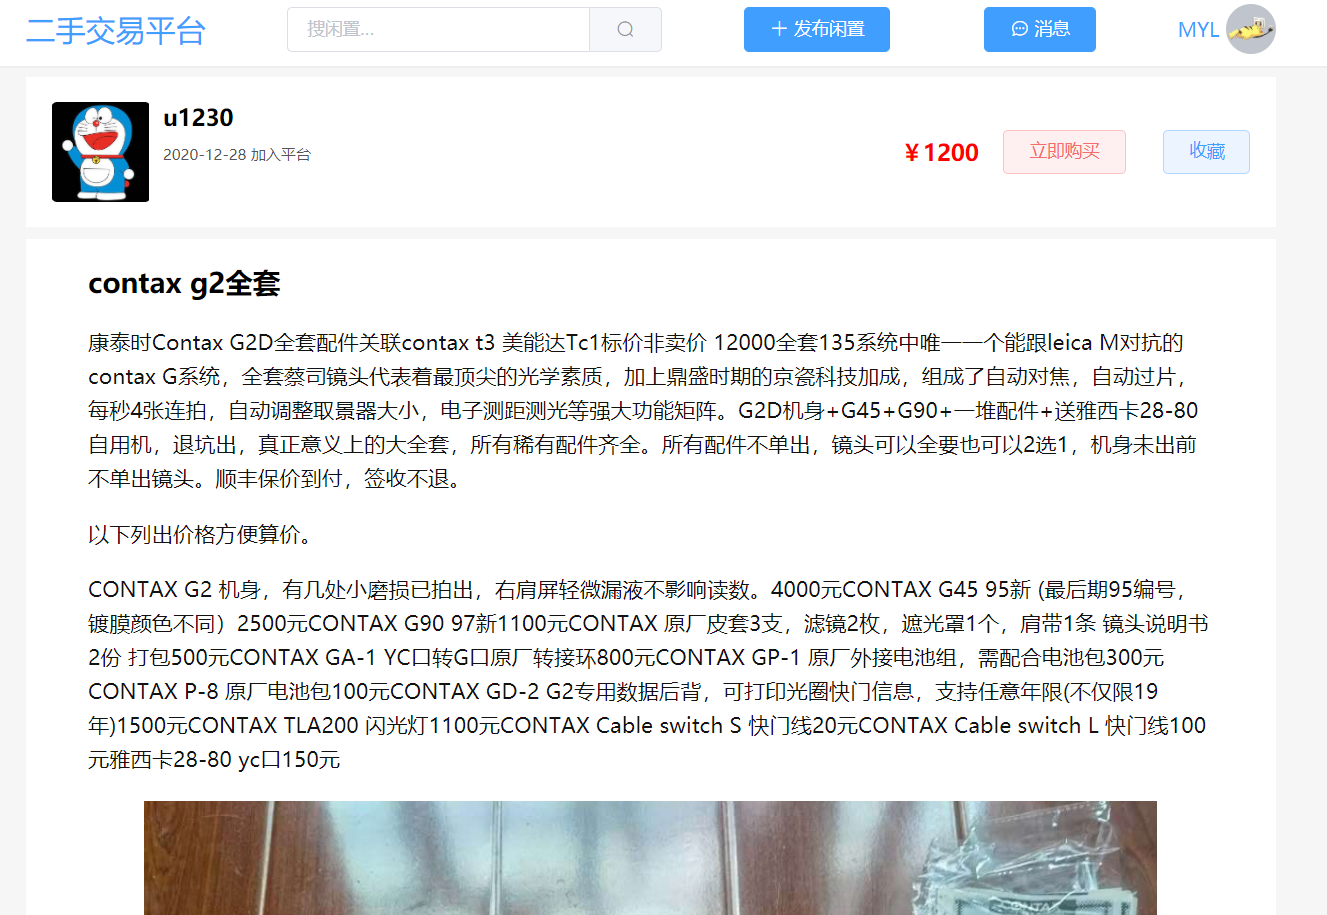 二手交易平台
搜闲置...
发布闲置
消息
MYL
u1230
2020-12-28 加入平台
¥1200
立即购买
收藏
contax g2全套
康泰时Contax G2D全套配件关联contax t3 美能达Tc1标价非卖价 12000全套135系统中唯一一个能跟leica M对抗的
contax G系统，全套蔡司镜头代表着最顶尖的光学素质，加上鼎盛时期的京瓷科技加成，组成了自动对焦，自动过片，
每秒4张连拍，自动调整取景器大小，电子测距测光等强大功能矩阵。G2D机身+G45+G90+一堆配件+送雅西卡28-80
自用机，退坑出，真正意义上的大全套，所有稀有配件齐全。所有配件不单出，镜头可以全要也可以2选1，机身未出前
不单出镜头。顺丰保价到付，签收不退。
以下列出价格方便算价。
CONTAX G2 机身，有几处小磨损已拍出，右肩屏轻微漏液不影响读数。4000元CONTAX G45 95新 (最后期95编号，
镀膜颜色不同）2500元CONTAX G90 97新1100元CONTAX 原厂皮套3支，滤镜2枚，遮光罩1个，肩带1条 镜头说明书
2份 打包500元CONTAX GA-1 YC口转G口原厂转接环800元CONTAX GP-1 原厂外接电池组，需配合电池包300元
CONTAX P-8 原厂电池包100元CONTAX GD-2 G2专用数据后背，可打印光圈快门信息，支持任意年限(不仅限19
年)1500元CONTAX TLA200 闪光灯1100元CONTAX Cable switch S 快门线20元CONTAX Cable switch L 快门线100
元雅西卡28-80 yc口150元
CONTAX